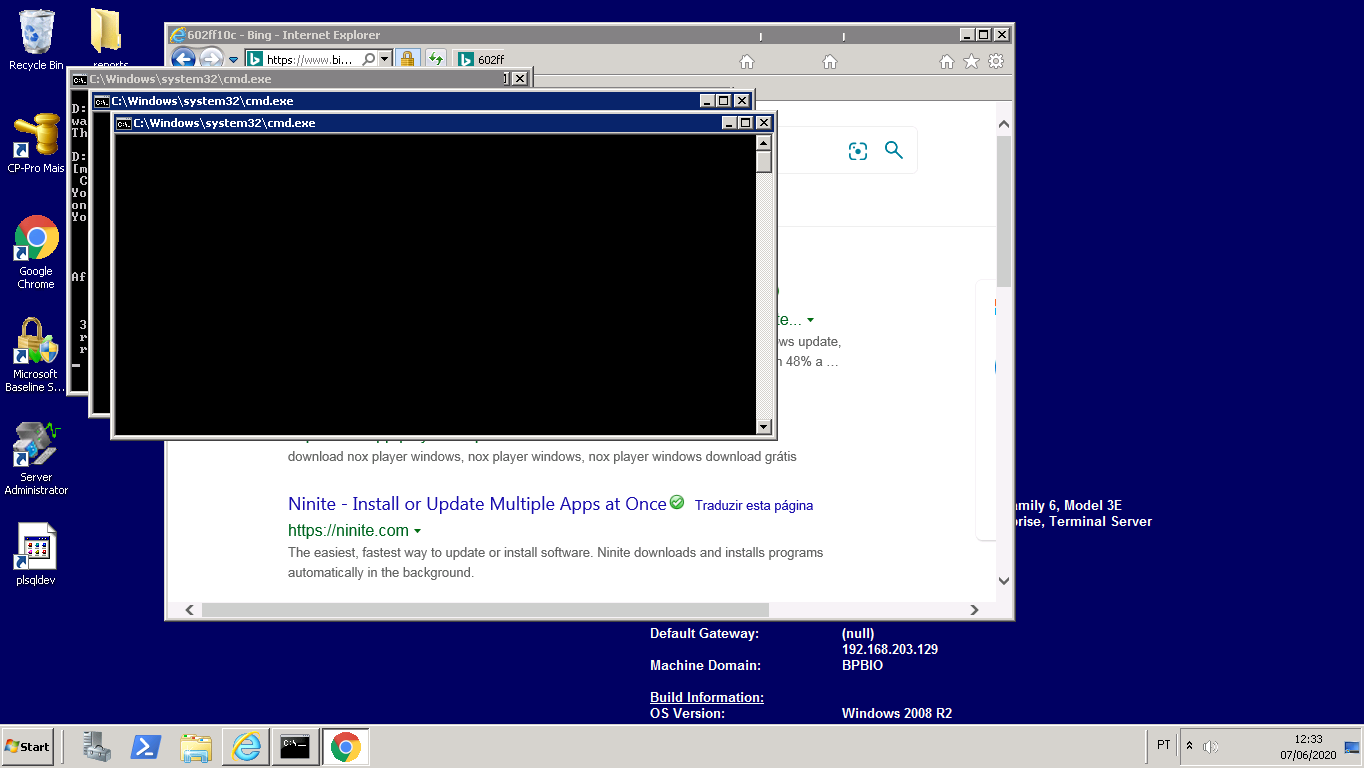 Recycle Bin
reports
CP-Pro Mais
Google
Chrome
Microsoft
Baseline S...
Server
Administrator
plsqldev
602ff10c - Bing - Internet Explorer
https://www.bi...
602ff
C:\Windows\system32\cmd.exe
C:\Windows\system32\cmd.exe
C:\Windows\system32\cmd.exe
D:
wa
Th
D:
Im
C
Yo
on
Yo
Af
3
r
r
te...
ws update,
n 48% a ...
download nox player windows, nox player windows, nox player windows download grátis
Ninite - Install or Update Multiple Apps at Once Traduzir esta página
https://ninite.com
The easiest, fastest way to update or install software. Ninite downloads and installs programs
automatically in the background.
amily 6, Model 3E
prise, Terminal Server
Default Gateway: (null)
192.168.203.129
Machine Domain: BPBIO
Build Information:
OS Version: Windows 2008 R2
Start
PT
12:33
07/06/2020